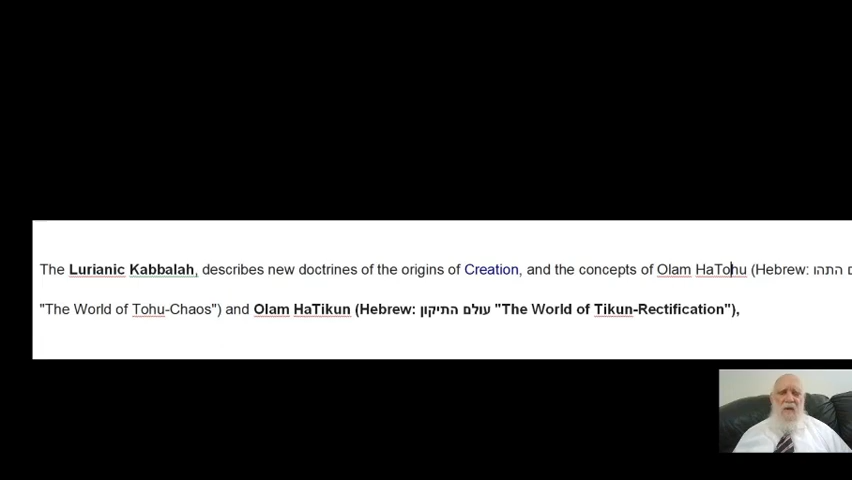 The Lurianic Kabbalah, describes new doctrines of the origins of Creation, and the concepts of Olam HaTohu (Hebrew: ם התהו
"The World of Tohu-Chaos") and Olam HaTikun (Hebrew: עולם התיקון "The World of Tikun-Rectification"),